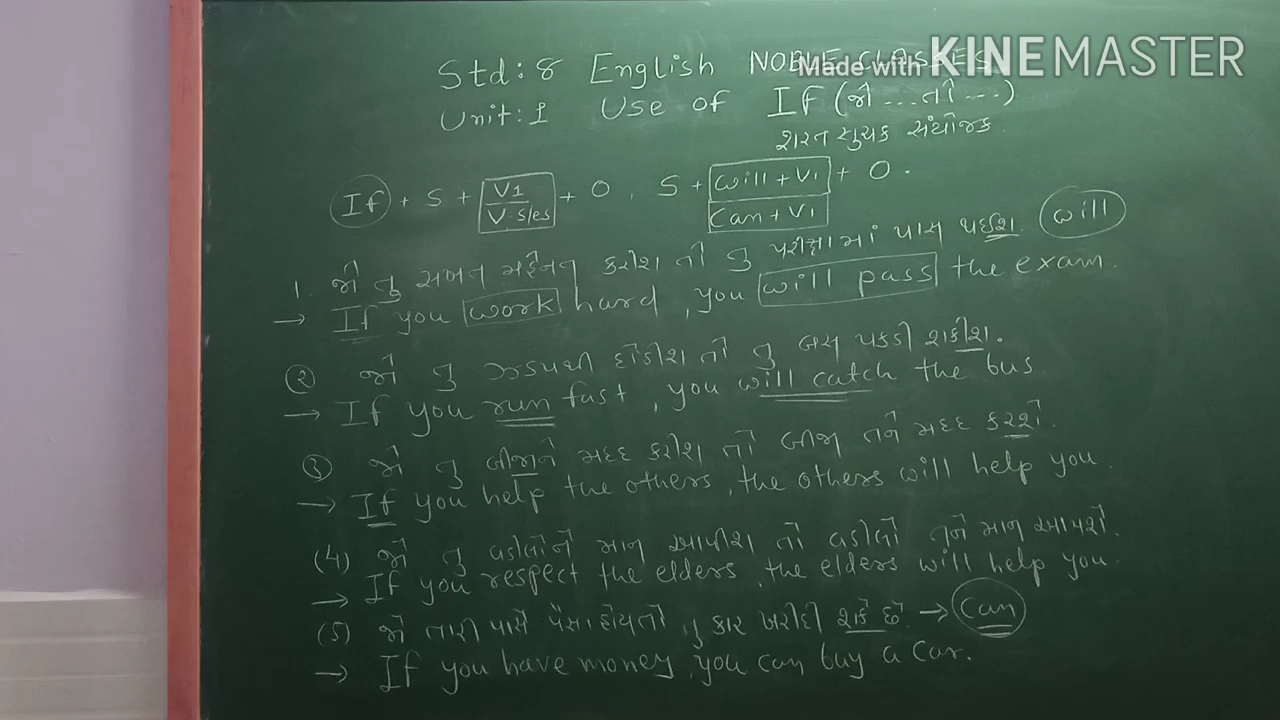 Made with KINEMASTER
Std: 8 English NOBLE CLASSES
Unit: 1 Use of If (જો ... તો ...)
શરત સુચક સંયોજક
If + S + V1 / V.s/es + O, S + will + V1 / Can + V1 + O.
1. જો તુ સખત મહેનત કરીશ તો તુ પરીક્ષામાં પાસ થઈશ. will
→ If you work hard, you will pass the exam.
(૨) જો તુ ઝડપથી દોડીશ તો તુ બસ પકડી શકીશ.
→ If you run fast, you will catch the bus
(૩) જો તુ બીજાને મદદ કરીશ તો બીજા તને મદદ કરશે.
→ If you help the others, the others will help you.
(4) જો તુ વડીલોને માન આપીશ તો વડીલો તને માન આપશે.
→ If you respect the elders, the elders will help you.
(5) જો તારી પાસે પૈસા હોય તો તુ કાર ખરીદી શકે છે. → Can
→ If you have money, you can buy a car.